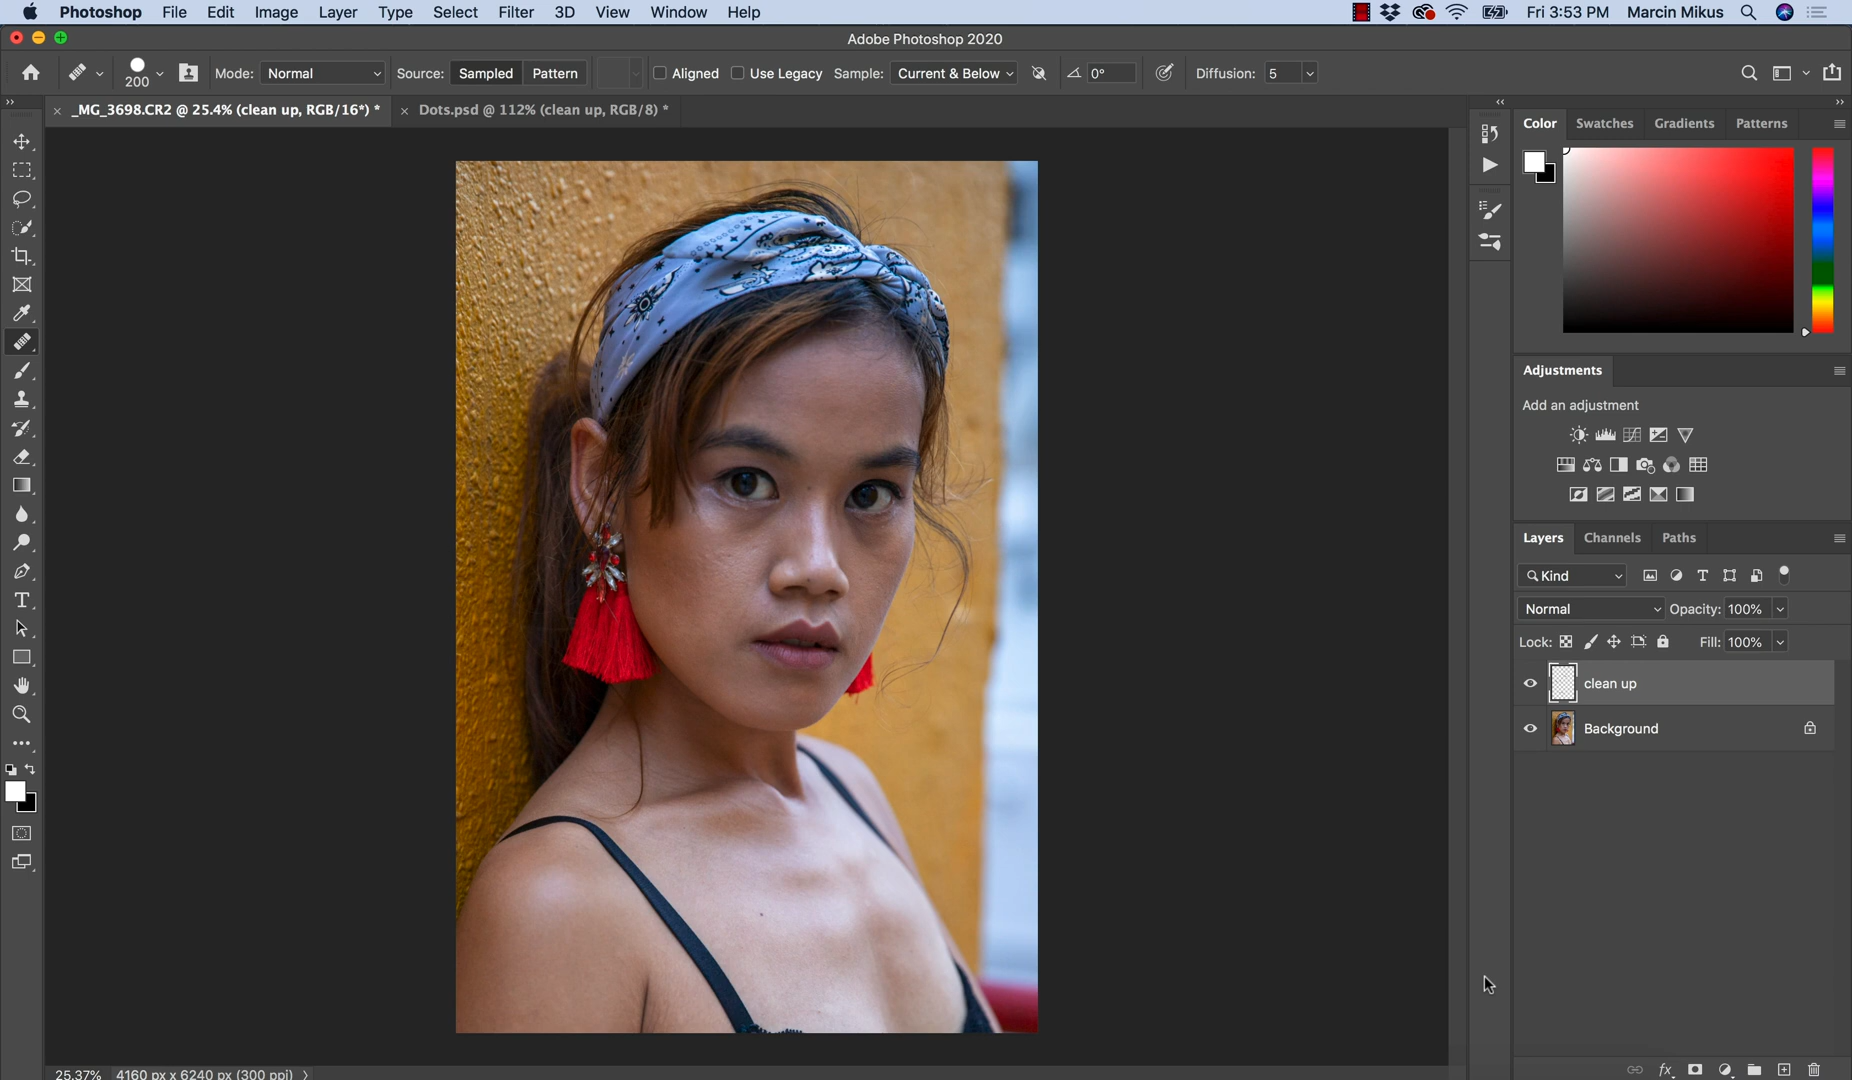 Photoshop File Edit Image Layer Type Select Filter 3D View Window Help Fri 3:53 PM Marcin Mikus
Adobe Photoshop 2020
200 Mode: Normal Source: Sampled Pattern Aligned Use Legacy Sample: Current & Below 0° Diffusion: 5
_MG_3698.CR2 @ 25.4% (clean up, RGB/16*) * Dots.psd @ 112% (clean up, RGB/8) *
Color Swatches Gradients Patterns
Adjustments
Add an adjustment
Layers Channels Paths
Kind
Normal Opacity: 100%
Lock: Fill: 100%
clean up
Background
25.37% 4160 px x 6240 px (300 ppi)